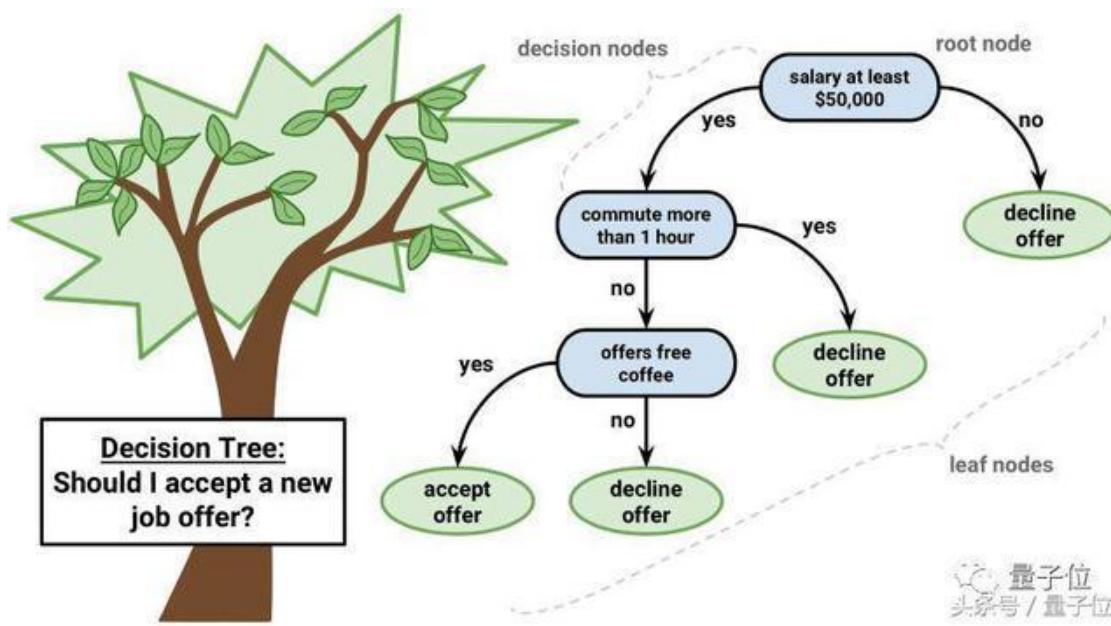 decision nodes
root node
salary at least
$50,000
yes
no
commute more
than 1 hour
yes
decline
offer
no
offers free
coffee
decline
offer
yes
no
leaf nodes
accept
offer
decline
offer
Decision Tree:
Should I accept a new
job offer?
量子位
头条号 / 量子位